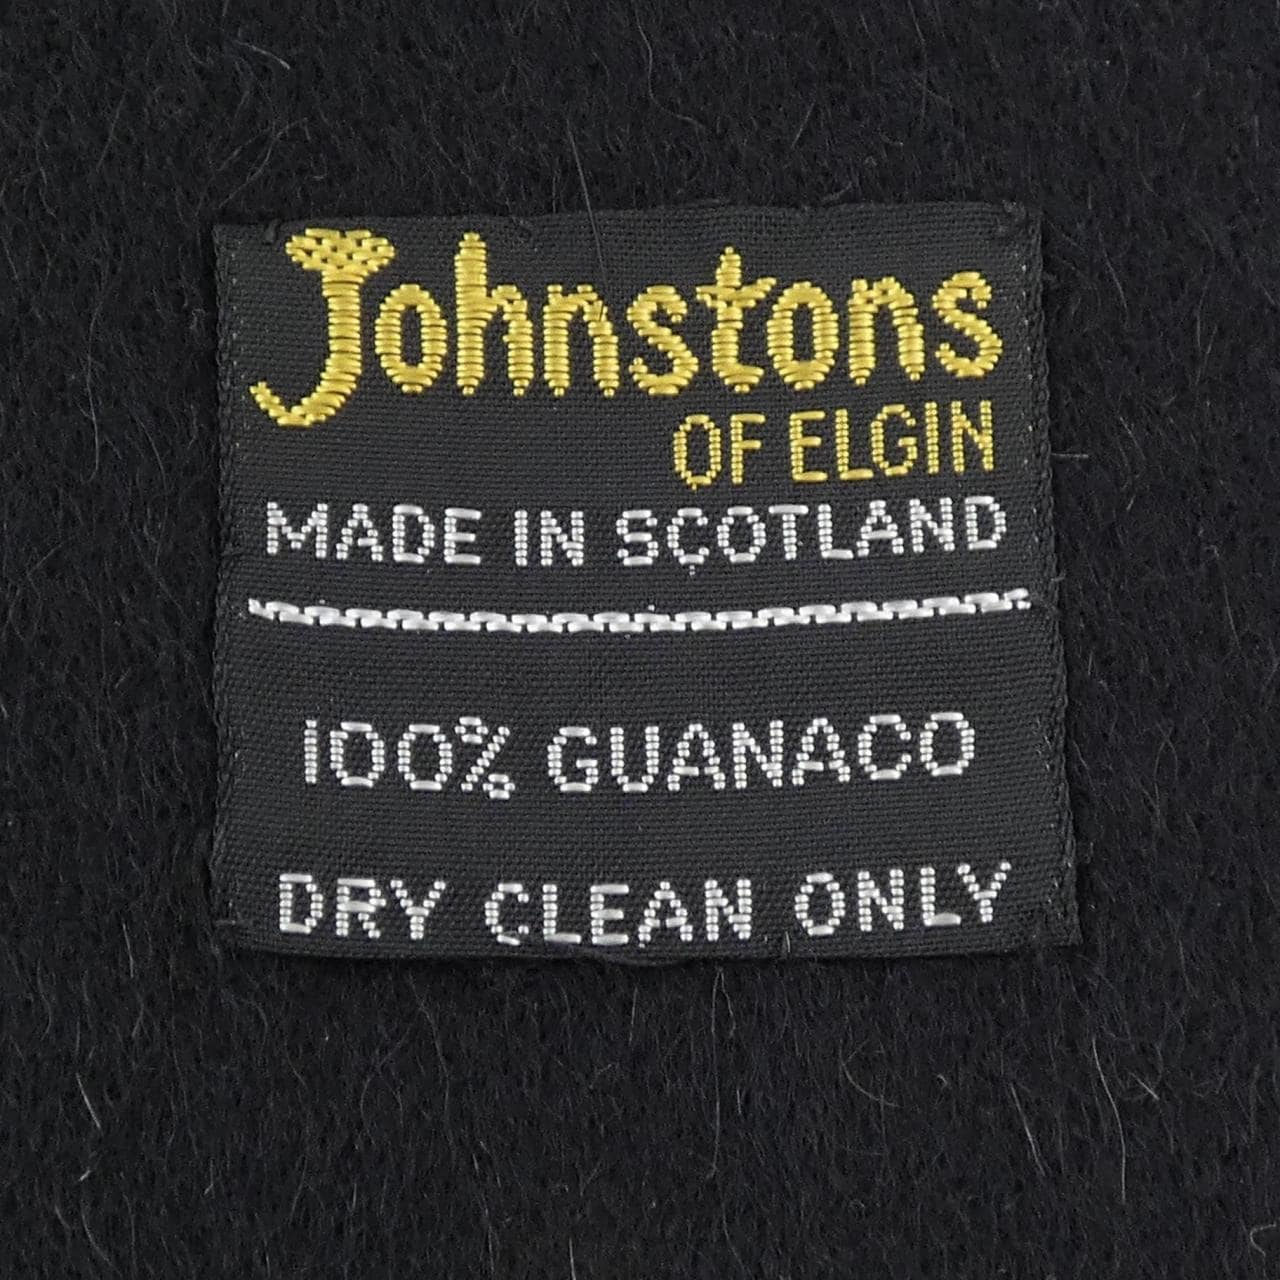 Johnstons
OF ELGIN
MADE IN SCOTLAND
100% GUANACO
DRY CLEAN ONLY